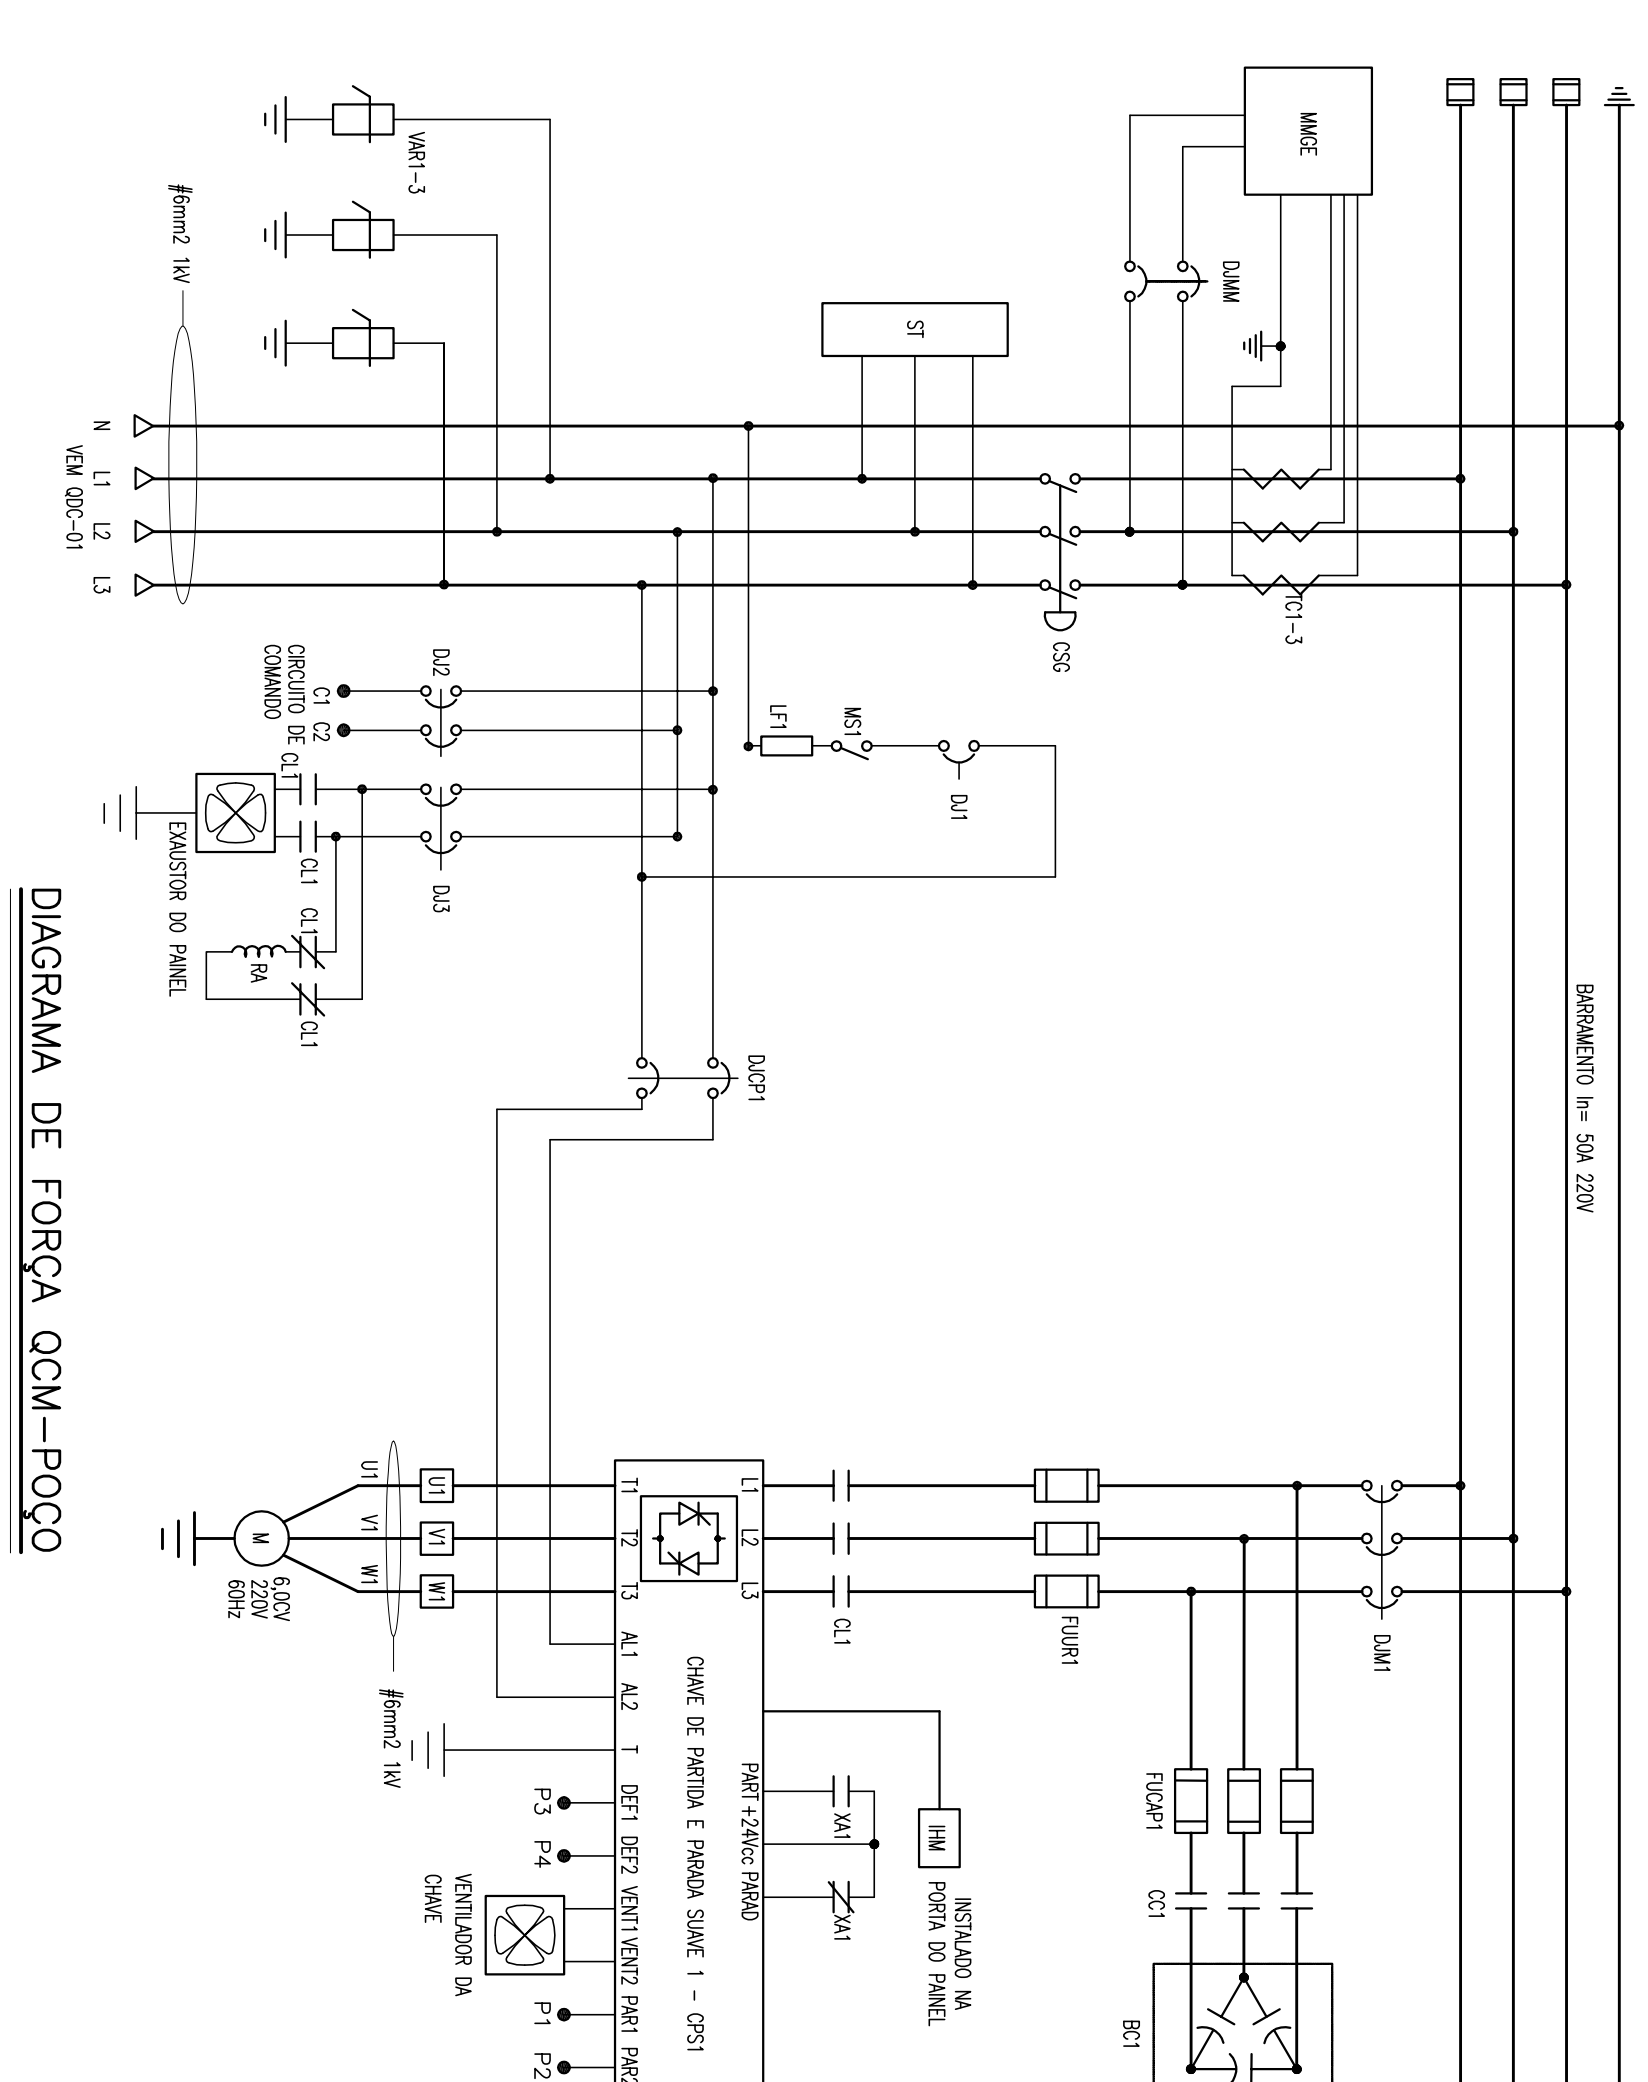 BARRAMENTO In= 50A 220V
MMGE
DJMM
TC1-3
CSG
ST
VAR1-3
#6mm2 1kV
N
L1
L2
L3
VEM QDC-01
LF1
MS1
DJ1
DJ2
C1
C2
CIRCUITO DE
COMANDO
CL1
CL1
CL1
CL1
DJ3
RA
EXAUSTOR DO PAINEL
DJCP1
DJM1
FUUR1
CL1
FUCAP1
CC1
BC1
L1
L2
L3
PART
+24Vcc
PARAD
XA1
XA1
IHM
INSTALADO NA
PORTA DO PAINEL
CHAVE DE PARTIDA E PARADA SUAVE 1 - CPS1
T1
T2
T3
AL1
AL2
T
DEF1
DEF2
VENT1
VENT2
PAR1
PAR2
P3
P4
P1
P2
VENTILADOR DA
CHAVE
U1
V1
W1
U1
V1
W1
#6mm2 1kV
M
6,0CV
220V
60Hz
DIAGRAMA DE FORÇA QCM-POÇO